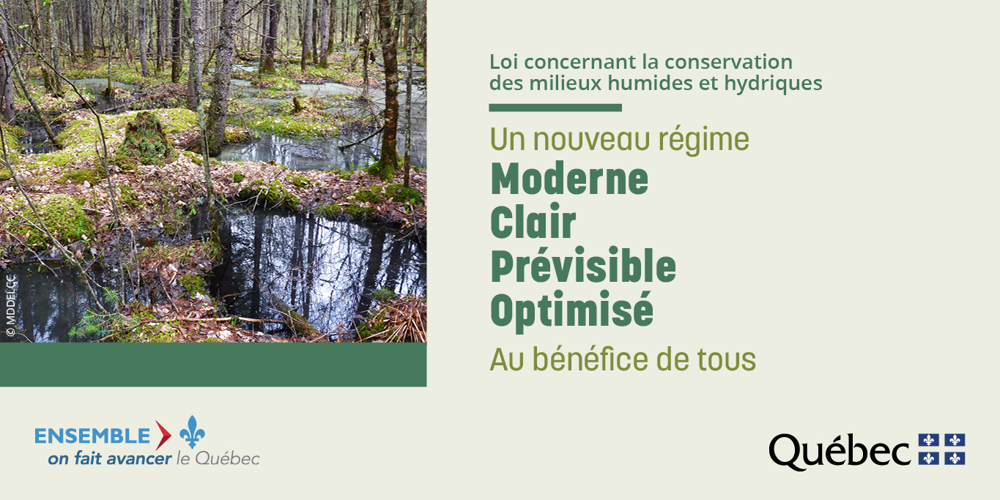 Loi concernant la conservation
des milieux humides et hydriques
Un nouveau régime
Moderne
Clair
Prévisible
Optimisé
Au bénéfice de tous
© MDDELCC
ENSEMBLE
on fait avancer le Québec
Québec